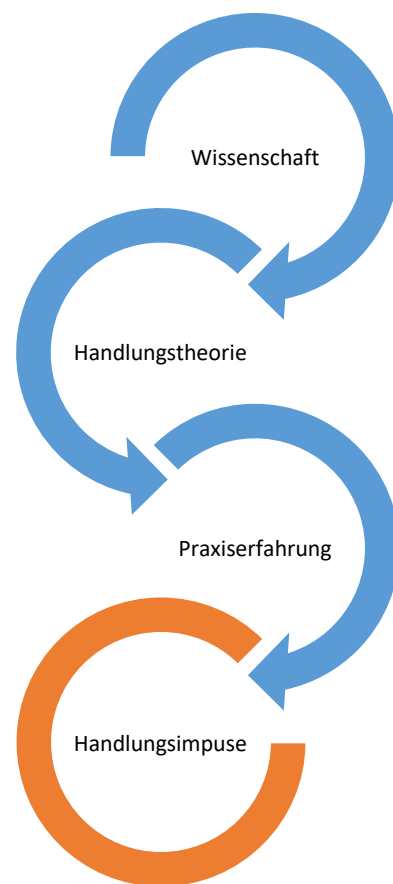 Wissenschaft
Handlungstheorie
Praxiserfahrung
Handlungsimpuse